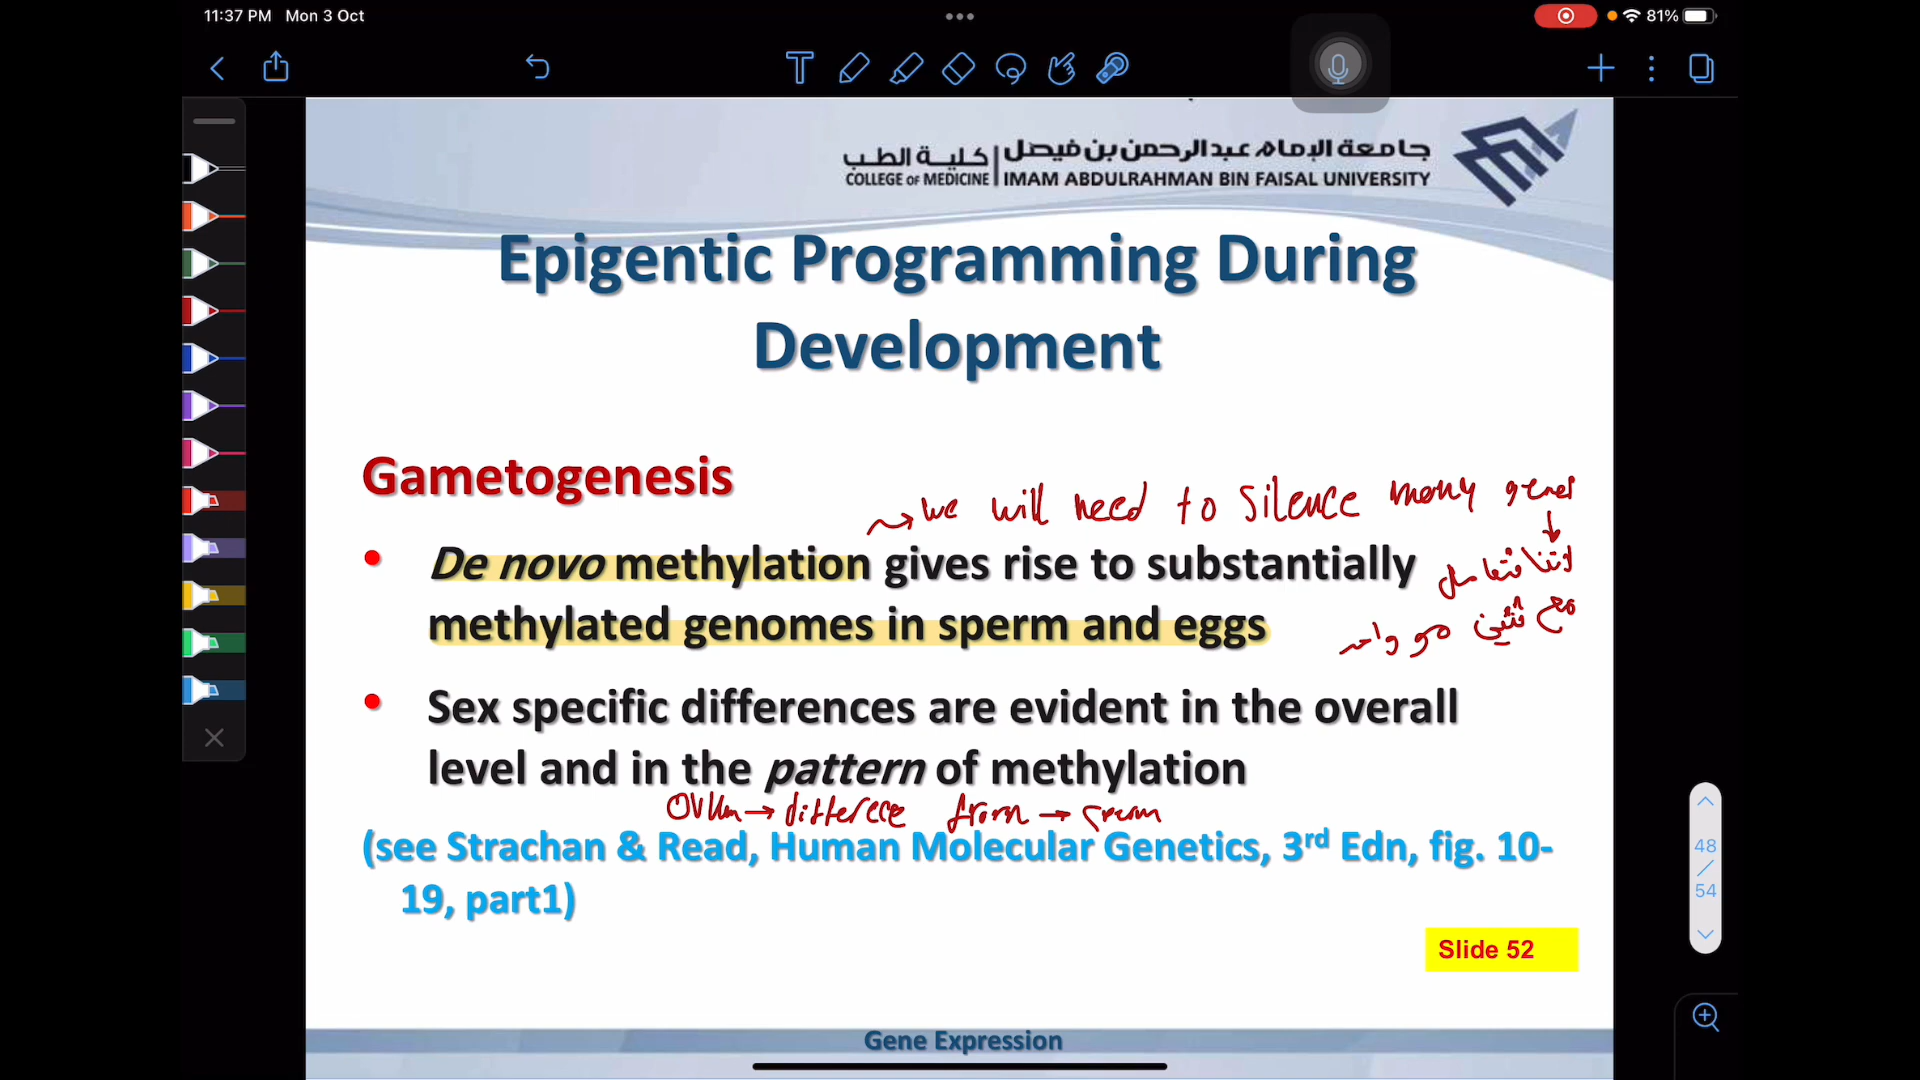 11:37 PM Mon 3 Oct
81%
جامعة الإمام عبدالرحمن بن فيصل | كلية الطب
COLLEGE OF MEDICINE | IMAM ABDULRAHMAN BIN FAISAL UNIVERSITY
Epigentic Programming During
Development
Gametogenesis
we will need to silence many genes
De novo methylation gives rise to substantially
methylated genomes in sperm and eggs
لاننا نتعامل
مع شيئين مو واحد
Sex specific differences are evident in the overall
level and in the pattern of methylation
from → sperm
(see Strachan & Read, Human Molecular Genetics, 3rd Edn, fig. 10-
19, part1)
48
/
54
Slide 52
Gene Expression